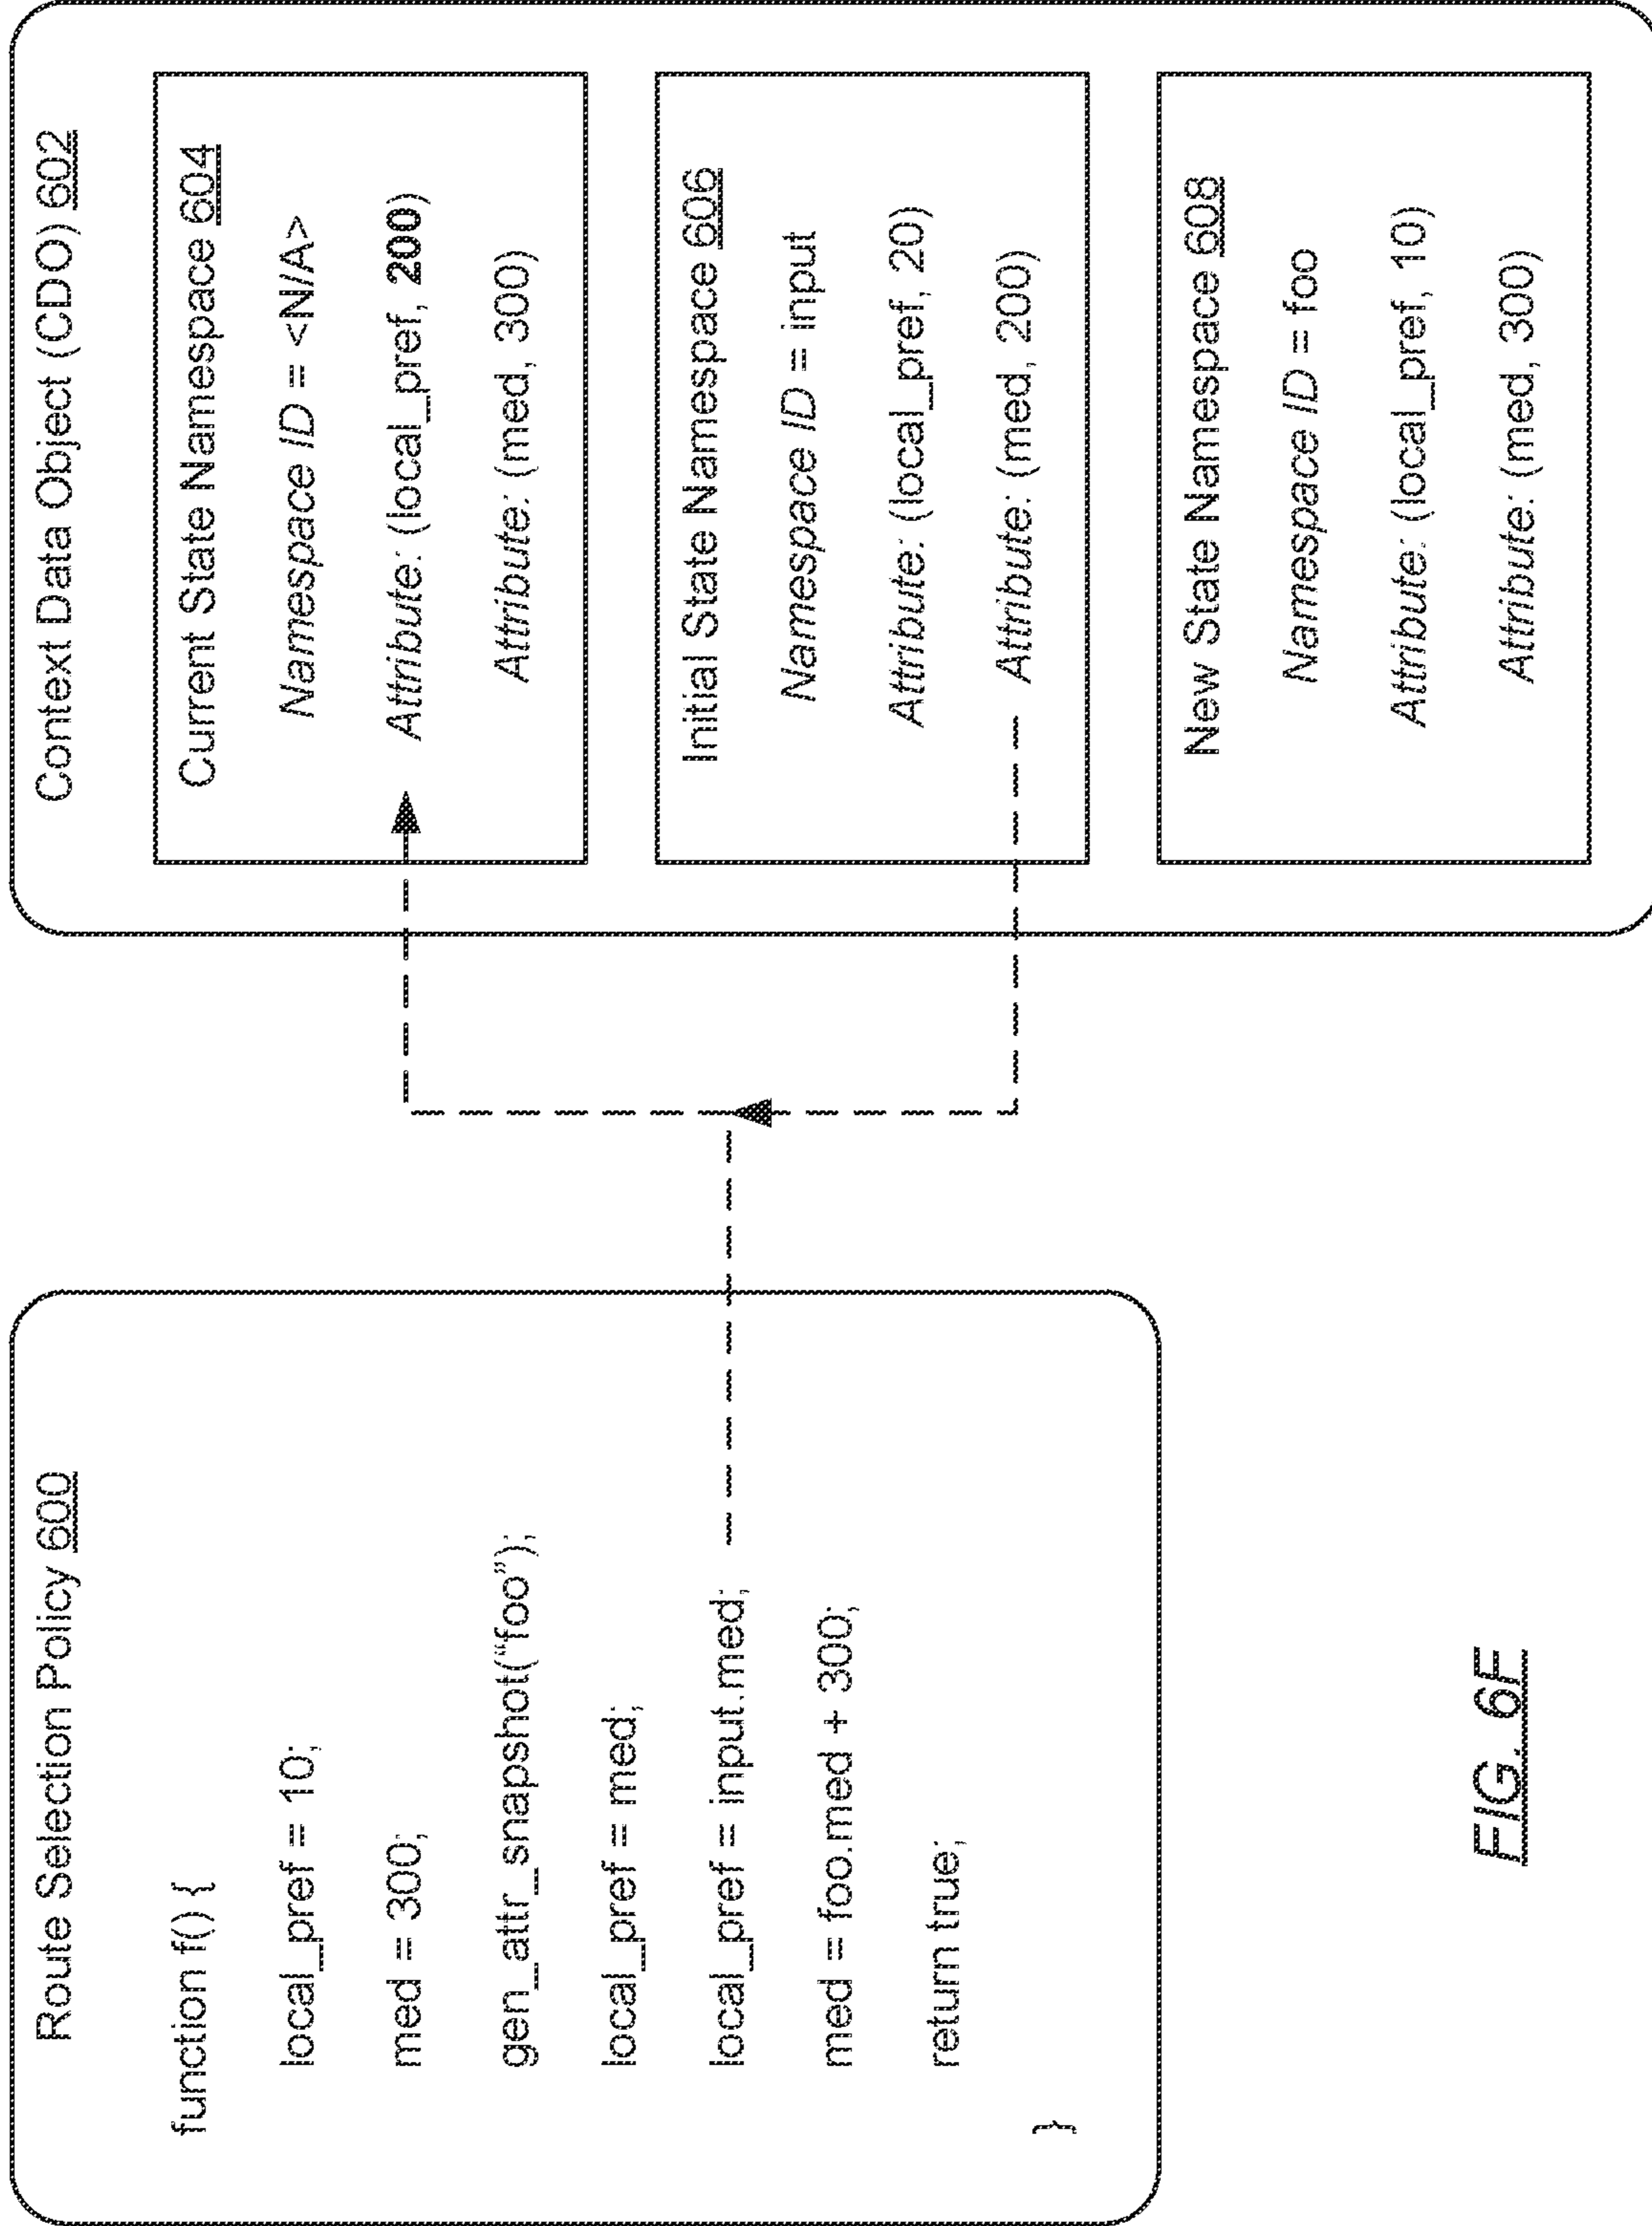 Route Selection Policy 600
function f() {
local_pref = 10;
med = 300;
gen_attr_snapshot(“foo”);
local_pref = med;
local_pref = input.med;
med = foo.med + 300;
return true;
}
Context Data Object (CDO) 602
Current State Namespace 604
Namespace ID = <N/A>
Attribute: (local_pref, 200)
Attribute: (med, 300)
Initial State Namespace 606
Namespace ID = input
Attribute: (local_pref, 20)
Attribute: (med, 200)
New State Namespace 608
Namespace ID = foo
Attribute: (local_pref, 10)
Attribute: (med, 300)
FIG. 6F